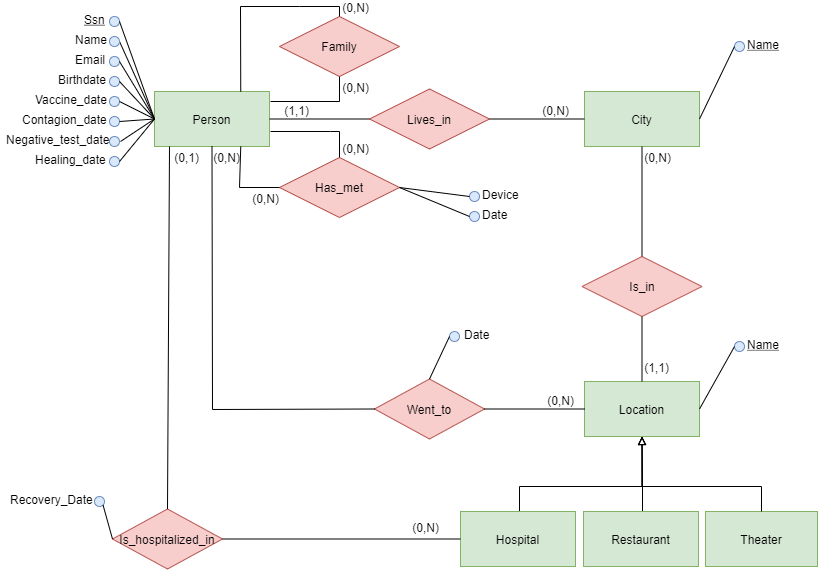 Ssn
Name
Email
Birthdate
Vaccine_date
Contagion_date
Negative_test_date
Healing_date
Person
(0,N)
Family
(0,N)
(1,1)
Lives_in
(0,N)
City
Name
(0,1)
(0,N)
(0,N)
(0,N)
Has_met
Device
Date
(0,N)
Is_in
(1,1)
Date
Went_to
(0,N)
Location
Name
Recovery_Date
Is_hospitalized_in
(0,N)
Hospital
Restaurant
Theater